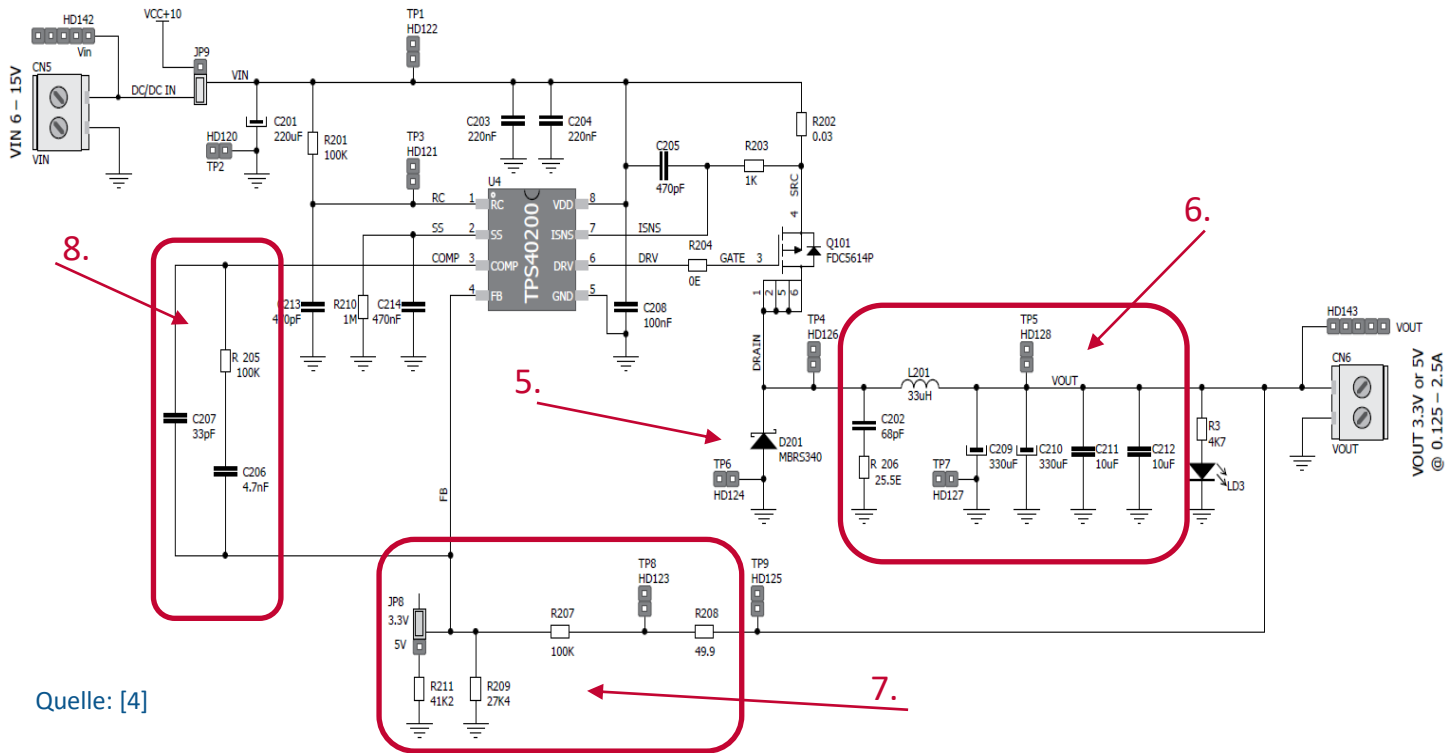 HD142
Vin
CN5
VIN 6 – 15V
VIN
DC/DC IN
VCC+10
JP9
VIN
C201
220uF
HD120
TP2
R201
100K
TP1
HD122
TP3
HD121
C203
220nF
C204
220nF
C205
470pF
R203
1K
R202
0.03
SRC
U4
TPS40200
RC 1 RC
SS 2 SS
COMP 3 COMP
4 FB
VDD 8
ISNS 7 ISNS
DRV 6 DRV
GND 5
R204
0E
GATE 3
4
Q101
FDC5614P
1
2
5
6
DRAIN
C213
470pF
R210
1M
C214
470nF
C208
100nF
8.
R 205
100K
C207
33pF
C206
4.7nF
FB
5.
D201
MBRS340
TP6
HD124
TP4
HD126
6.
L201
33uH
TP5
HD128
VOUT
C202
68pF
R 206
25.5E
TP7
HD127
C209
330uF
C210
330uF
C211
10uF
C212
10uF
R3
4K7
LD3
HD143
VOUT
CN6
VOUT
VOUT 3.3V or 5V
@ 0.125 – 2.5A
JP8
3.3V
5V
R211
41K2
R209
27K4
R207
100K
TP8
HD123
R208
49.9
TP9
HD125
7.
Quelle: [4]